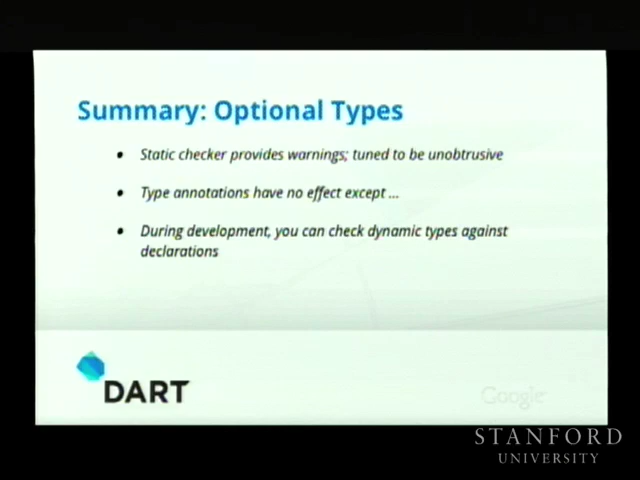 Summary: Optional Types
• Static checker provides warnings; tuned to be unobtrusive
• Type annotations have no effect except ...
• During development, you can check dynamic types against
declarations
DART
Google
STANFORD
UNIVERSITY